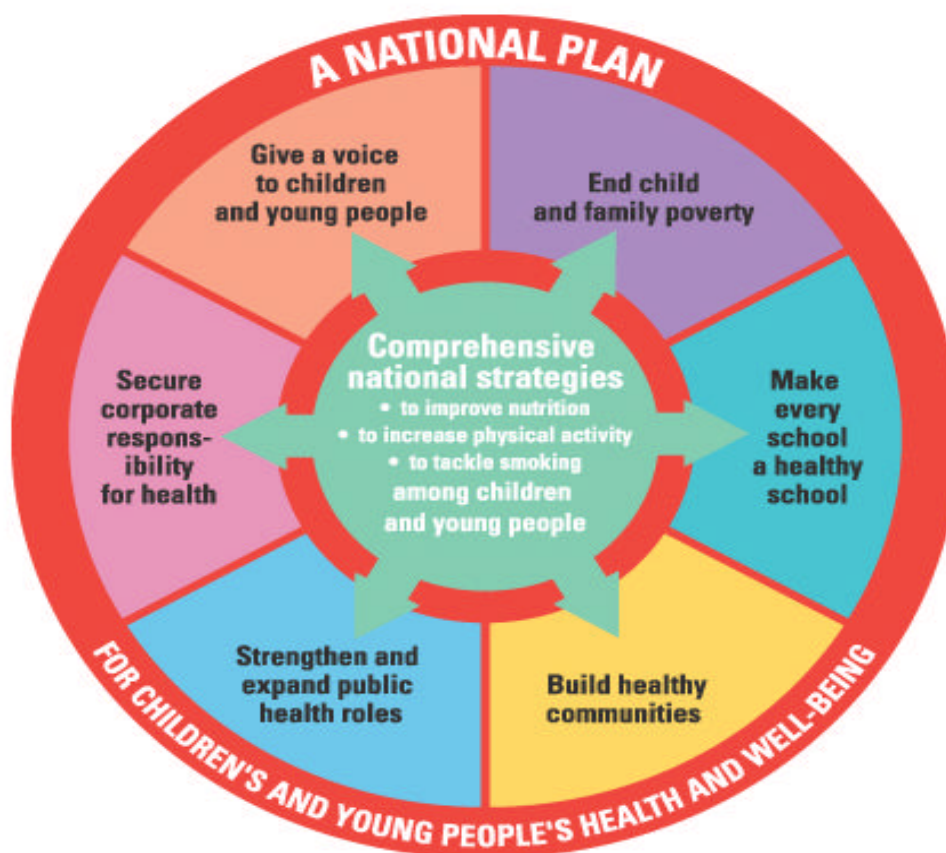 A NATIONAL PLAN
Give a voice
to children
and young people
End child
and family poverty
Comprehensive
national strategies
• to improve nutrition
• to increase physical activity
• to tackle smoking
among children
and young people
Secure
corporate
respons-
ibility
for health
Make
every
school
a healthy
school
Strengthen and
expand public
health roles
Build healthy
communities
FOR CHILDREN'S AND YOUNG PEOPLE'S HEALTH AND WELL-BEING